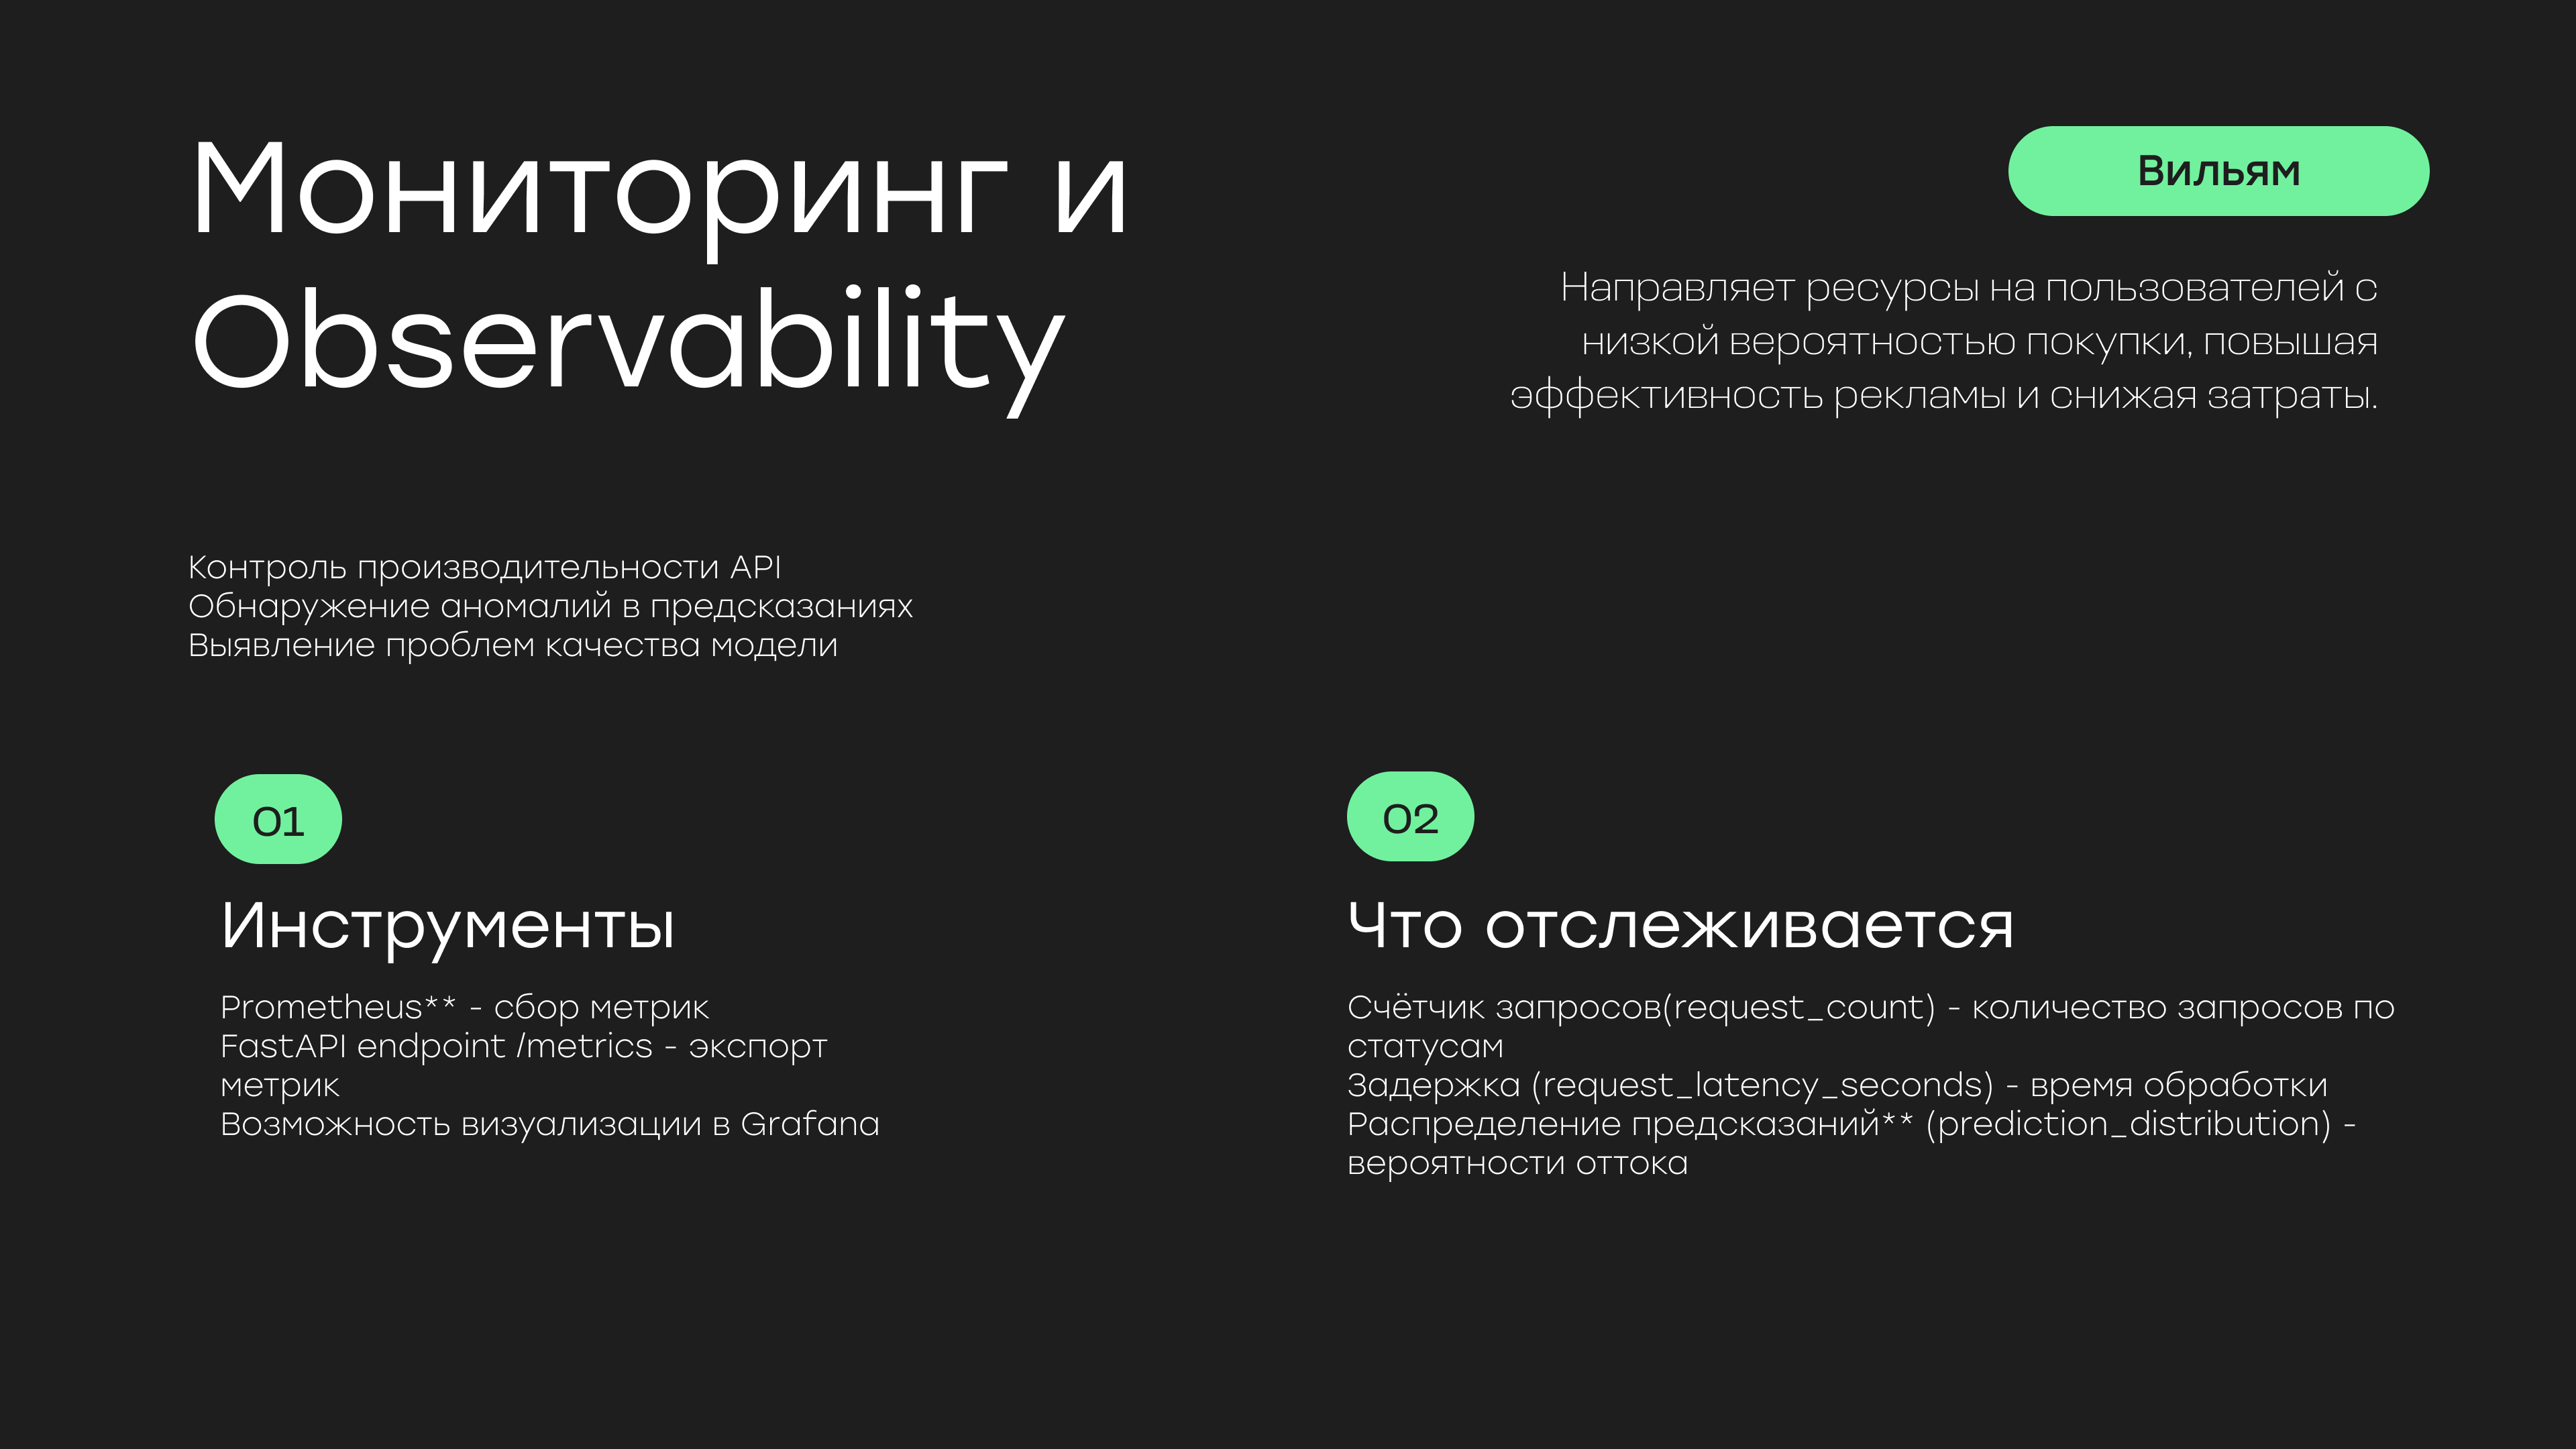 Мониторинг и
Observability
Вильям
Направляет ресурсы на пользователей с
низкой вероятностью покупки, повышая
эффективность рекламы и снижая затраты.
Контроль производительности API
Обнаружение аномалий в предсказаниях
Выявление проблем качества модели
01
Инструменты
Prometheus** - сбор метрик
FastAPI endpoint /metrics - экспорт
метрик
Возможность визуализации в Grafana
02
Что отслеживается
Счётчик запросов(request_count) - количество запросов по
статусам
Задержка (request_latency_seconds) - время обработки
Распределение предсказаний** (prediction_distribution) -
вероятности оттока